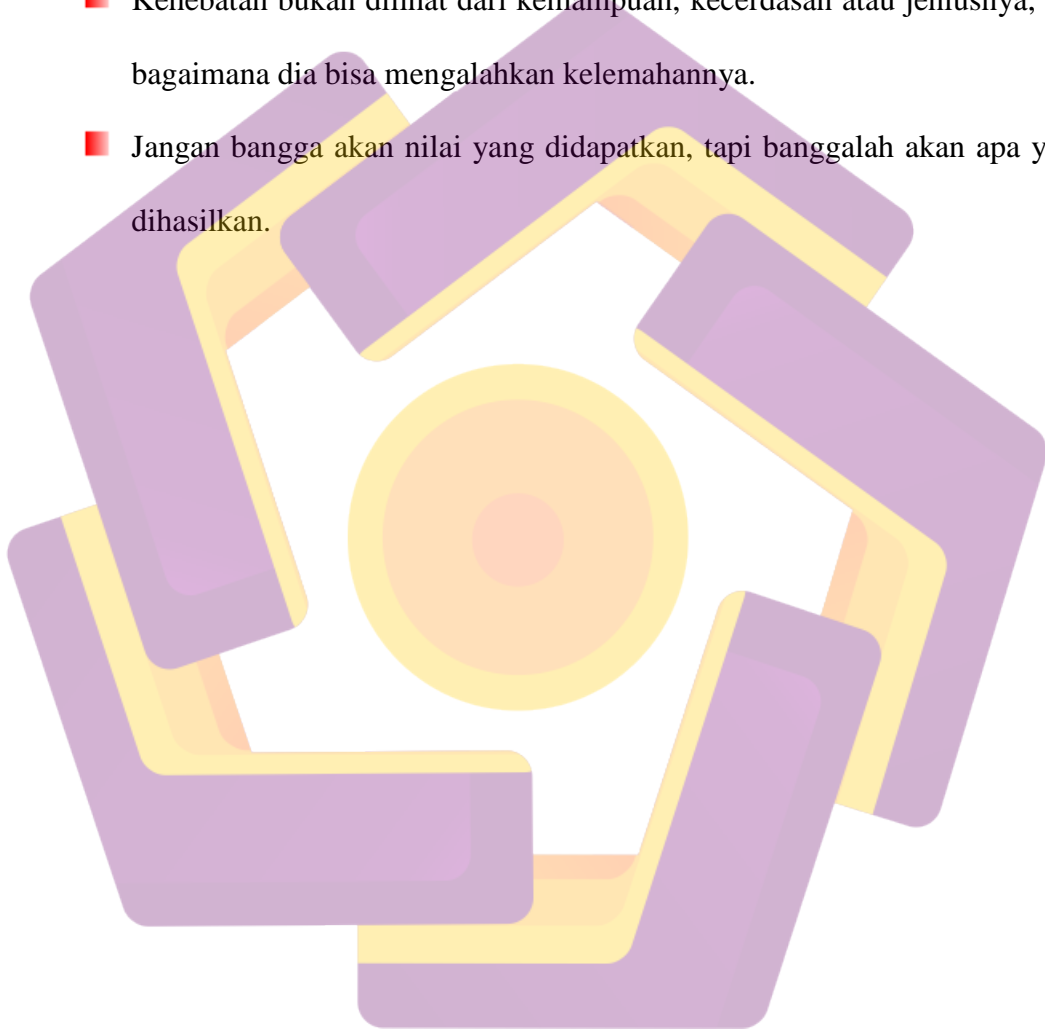 Kehebatan bukan dilihat dari kemampuan, kecerdasan atau jeniusnya,
bagaimana dia bisa mengalahkan kelemahannya.
Jangan bangga akan nilai yang didapatkan, tapi banggalah akan apa y
dihasilkan.